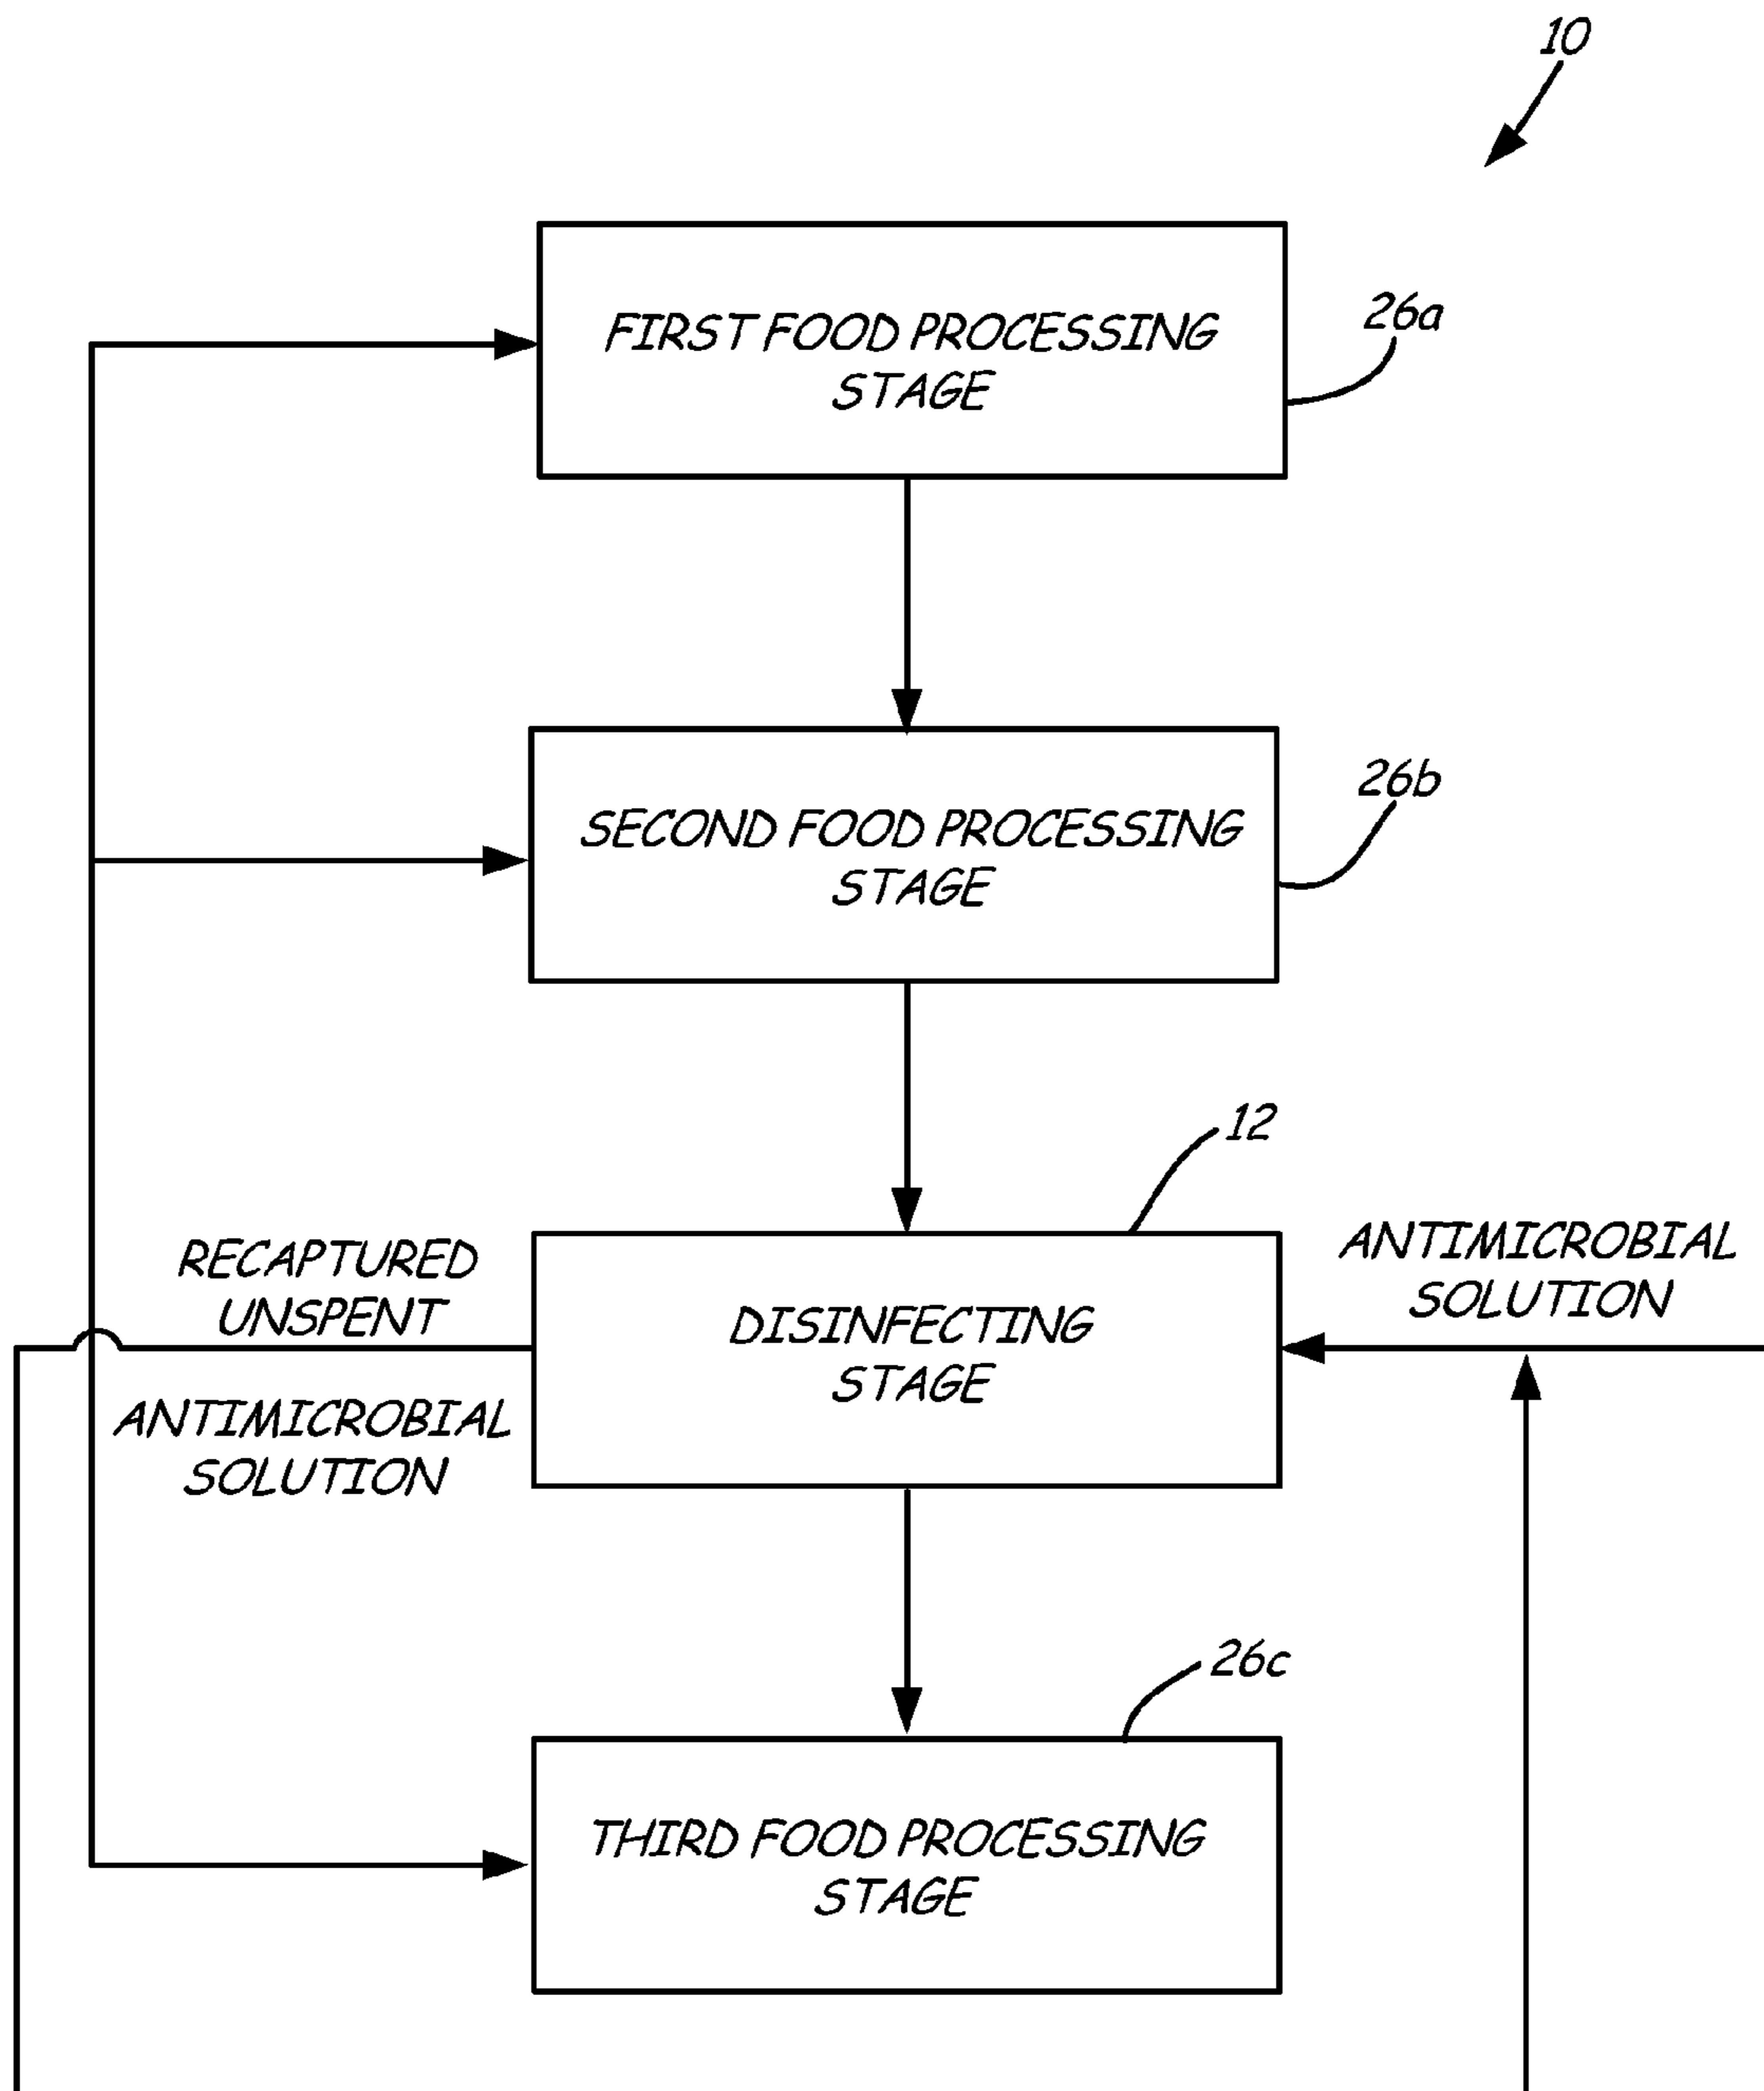 10
FIRST FOOD PROCESSING
STAGE
26a
SECOND FOOD PROCESSING
STAGE
26b
12
RECAPTURED
UNSPENT
ANTIMICROBIAL
SOLUTION
DISINFECTING
STAGE
ANTIMICROBIAL
SOLUTION
26c
THIRD FOOD PROCESSING
STAGE